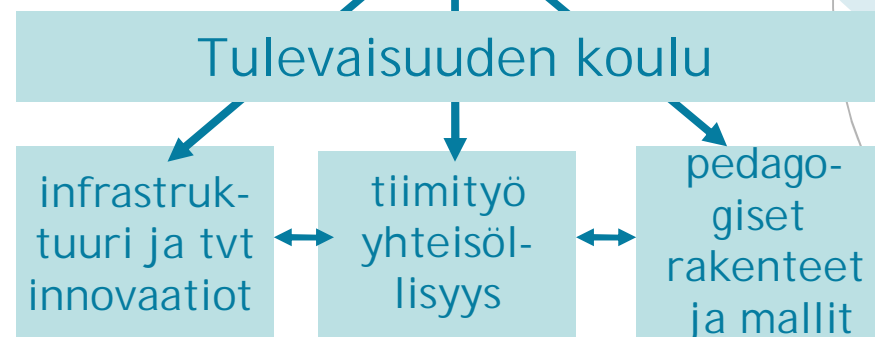 Tulevaisuuden koulu
infrastruk-
tuuri ja tvt
innovaatiot
tiimityö
yhteisöl-
lisyys
pedago-
giset
rakenteet
ja mallit